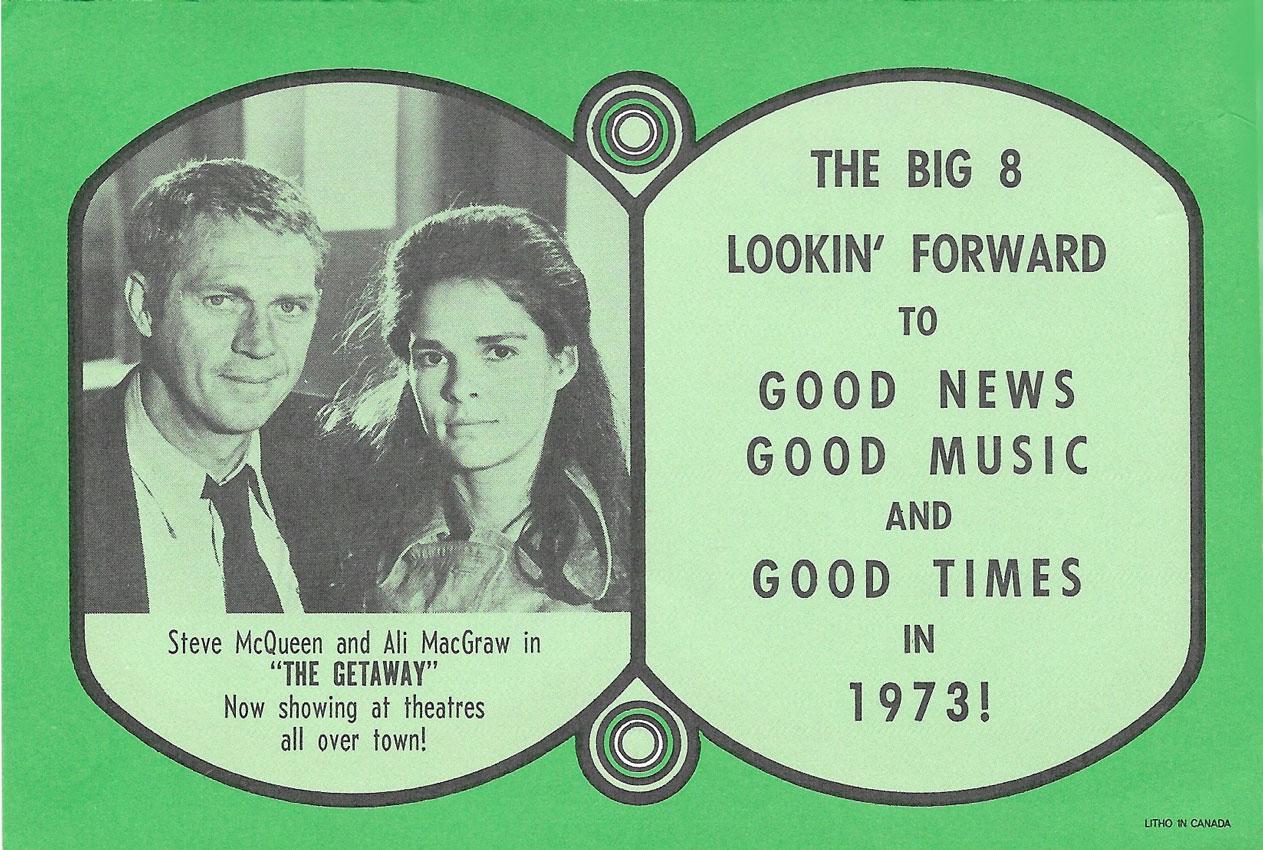 Steve McQueen and Ali MacGraw in
“THE GETAWAY”
Now showing at theatres
all over town!
THE BIG 8
LOOKIN’ FORWARD
TO
GOOD NEWS
GOOD MUSIC
AND
GOOD TIMES
IN
1973!
LITHO IN CANADA